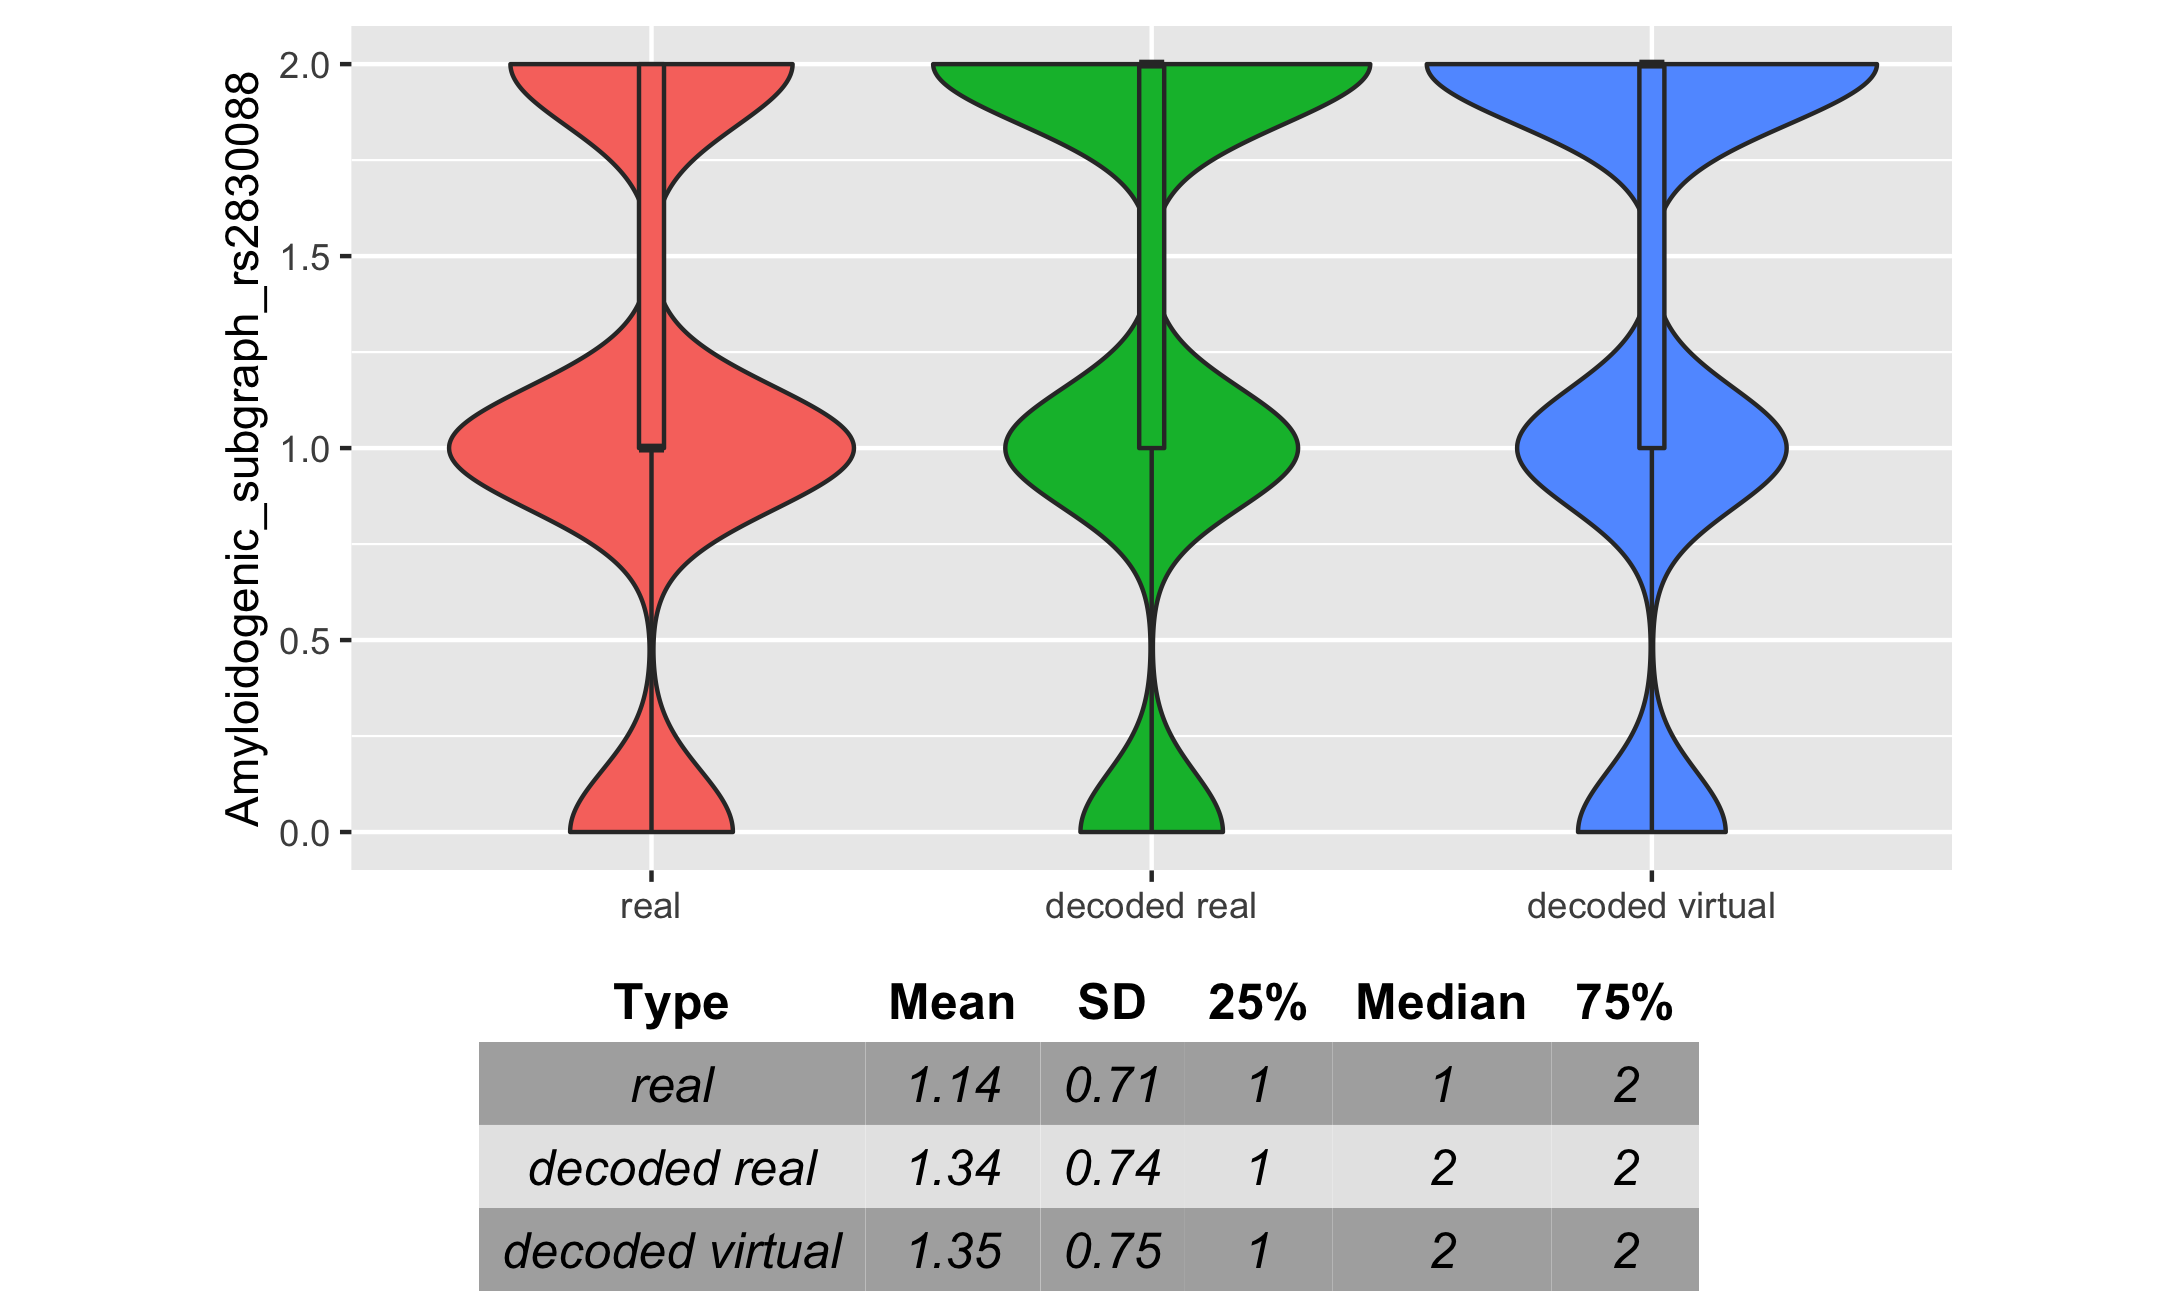 Amyloidogenic_subgraph_rs2830088
2.0
1.5
1.0
0.5
0.0
real decoded real decoded virtual
Type Mean SD 25% Median 75%
real 1.14 0.71 1 1 2
decoded real 1.34 0.74 1 2 2
decoded virtual 1.35 0.75 1 2 2